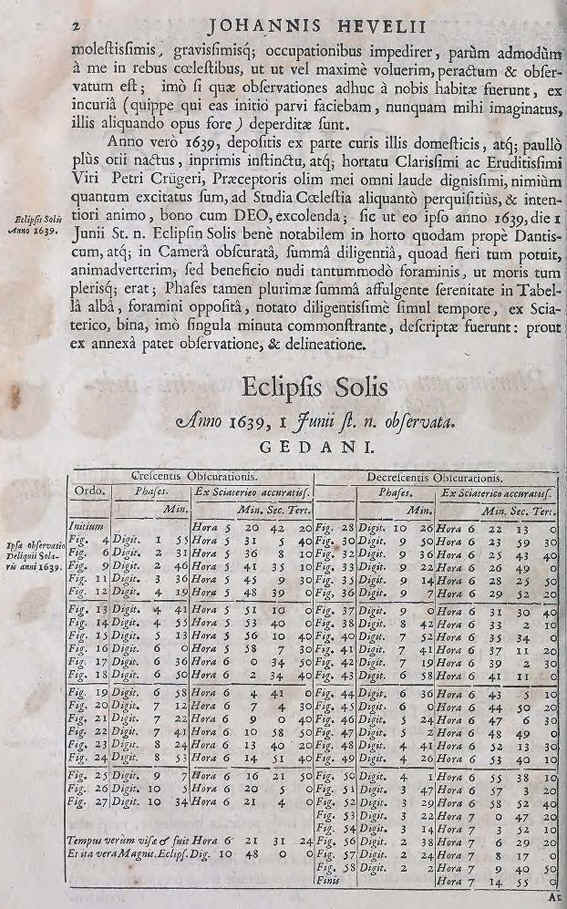 2 JOHANNIS HEVELII
moleſtisſimis, gravisſimisq; occupationibus impedirer, parùm admodùm
à me in rebus cœleſtibus, ut ut vel maximè voluerim, peractum & obſer-
vatum eſt; imò ſi quæ obſervationes adhuc à nobis habitæ fuerunt, ex
incuriâ (quippe qui eas initio parvi faciebam, nunquam mihi imaginatus,
illis aliquando opus fore) deperditæ ſunt.
Anno verò 1639, depoſitis ex parte curis illis domeſticis, atq; paullò
plùs otii nactus, inprimis inſtinctu, atq; hortatu Clarisſimi ac Eruditisſimi
Viri Petri Crügeri, Præceptoris olim mei omni laude dignisſimi, nimiùm
quantum excitatus ſum, ad Studia Cœleſtia aliquantò perquiſitiùs, & inten-
Eclipſis Solis tiori animo, bono cum DEO, excolenda; ſic ut eo ipſo anno 1639, die 1
Anno 1639. Junii St. n. Eclipſin Solis benè notabilem in horto quodam propè Dantiſ-
cum, atq; in Camerâ obſcuratâ, ſummâ diligentiâ, quoad fieri tum potuit,
animadverterim, ſed beneficio nudi tantummodò foraminis, ut moris tum
plerisq; erat; Phaſes tamen plurimæ ſummâ affulgente ſerenitate in Tabel-
lâ albâ, foramini oppoſitâ, notato diligentisſimè ſimul tempore, ex Scia-
terico, bina, imò ſingula minuta commonſtrante, deſcriptæ fuerunt: prout
ex annexâ patet obſervatione, & delineatione.
Eclipſis Solis
Anno 1639, 1 Junii ſt. n. obſervata.
GEDANI.
Creſcentis Obſcurationis. Decreſcentis Obſcurationis.
Ordo. Phaſes. Ex Sciaterico accuratiſſ. Phaſes. Ex Sciaterico accuratiſſ.
Min. Min. Sec. Tert. Min. Min. Sec. Tert.
Initium Hora 5 20 42 20 Fig. 28 Digit. 10 26 Hora 6 22 13 0
Ipſa obſervatio Fig. 4 Digit. 1 55 Hora 5 31 5 40 Fig. 30 Digit. 9 50 Hora 6 23 59 30
Deliquii Sola- Fig. 6 Digit. 2 31 Hora 5 36 8 10 Fig. 32 Digit. 9 36 Hora 6 25 43 40
ris anni 1639. Fig. 9 Digit. 2 46 Hora 5 41 35 10 Fig. 33 Digit. 9 22 Hora 6 26 49 0
Fig. 11 Digit. 3 36 Hora 5 45 9 30 Fig. 35 Digit. 9 14 Hora 6 28 25 50
Fig. 12 Digit. 4 19 Hora 5 48 39 0 Fig. 36 Digit. 9 7 Hora 6 29 52 20
Fig. 13 Digit. 4 41 Hora 5 51 10 0 Fig. 37 Digit. 9 0 Hora 6 31 30 40
Fig. 14 Digit. 4 55 Hora 5 53 40 0 Fig. 38 Digit. 8 42 Hora 6 33 2 10
Fig. 15 Digit. 5 13 Hora 5 56 10 40 Fig. 40 Digit. 7 52 Hora 6 35 34 0
Fig. 16 Digit. 6 0 Hora 5 58 7 30 Fig. 41 Digit. 7 41 Hora 6 37 11 20
Fig. 17 Digit. 6 36 Hora 6 0 34 50 Fig. 42 Digit. 7 19 Hora 6 39 2 30
Fig. 18 Digit. 6 50 Hora 6 2 34 40 Fig. 43 Digit. 6 58 Hora 6 41 11 0
Fig. 19 Digit. 6 58 Hora 6 4 41 0 Fig. 44 Digit. 6 36 Hora 6 43 5 10
Fig. 20 Digit. 7 12 Hora 6 7 4 30 Fig. 45 Digit. 6 0 Hora 6 44 50 20
Fig. 21 Digit. 7 22 Hora 6 9 0 40 Fig. 46 Digit. 5 24 Hora 6 47 6 30
Fig. 22 Digit. 7 41 Hora 6 10 58 50 Fig. 47 Digit. 5 2 Hora 6 48 49 0
Fig. 23 Digit. 8 24 Hora 6 13 40 20 Fig. 48 Digit. 4 41 Hora 6 52 13 30
Fig. 24 Digit. 8 53 Hora 6 14 51 40 Fig. 49 Digit. 4 26 Hora 6 53 40 10
Fig. 25 Digit. 9 7 Hora 6 16 21 50 Fig. 50 Digit. 4 1 Hora 6 55 38 10
Fig. 26 Digit. 10 5 Hora 6 20 5 0 Fig. 51 Digit. 3 47 Hora 6 57 3 20
Fig. 27 Digit. 10 34 Hora 6 21 4 0 Fig. 52 Digit. 3 29 Hora 6 58 52 40
Fig. 53 Digit. 3 22 Hora 7 0 47 20
Fig. 54 Digit. 3 14 Hora 7 3 52 10
Tempus verùm viſæ & fuit Hora 6 21 31 24 Fig. 56 Digit. 2 38 Hora 7 6 29 20
Et ita vera Magnit. Eclipſ. Dig. 10 48 0 0 Fig. 57 Digit. 2 24 Hora 7 8 17 0
Fig. 58 Digit. 2 2 Hora 7 9 40 50
Finis Hora 7 14 55 0
At